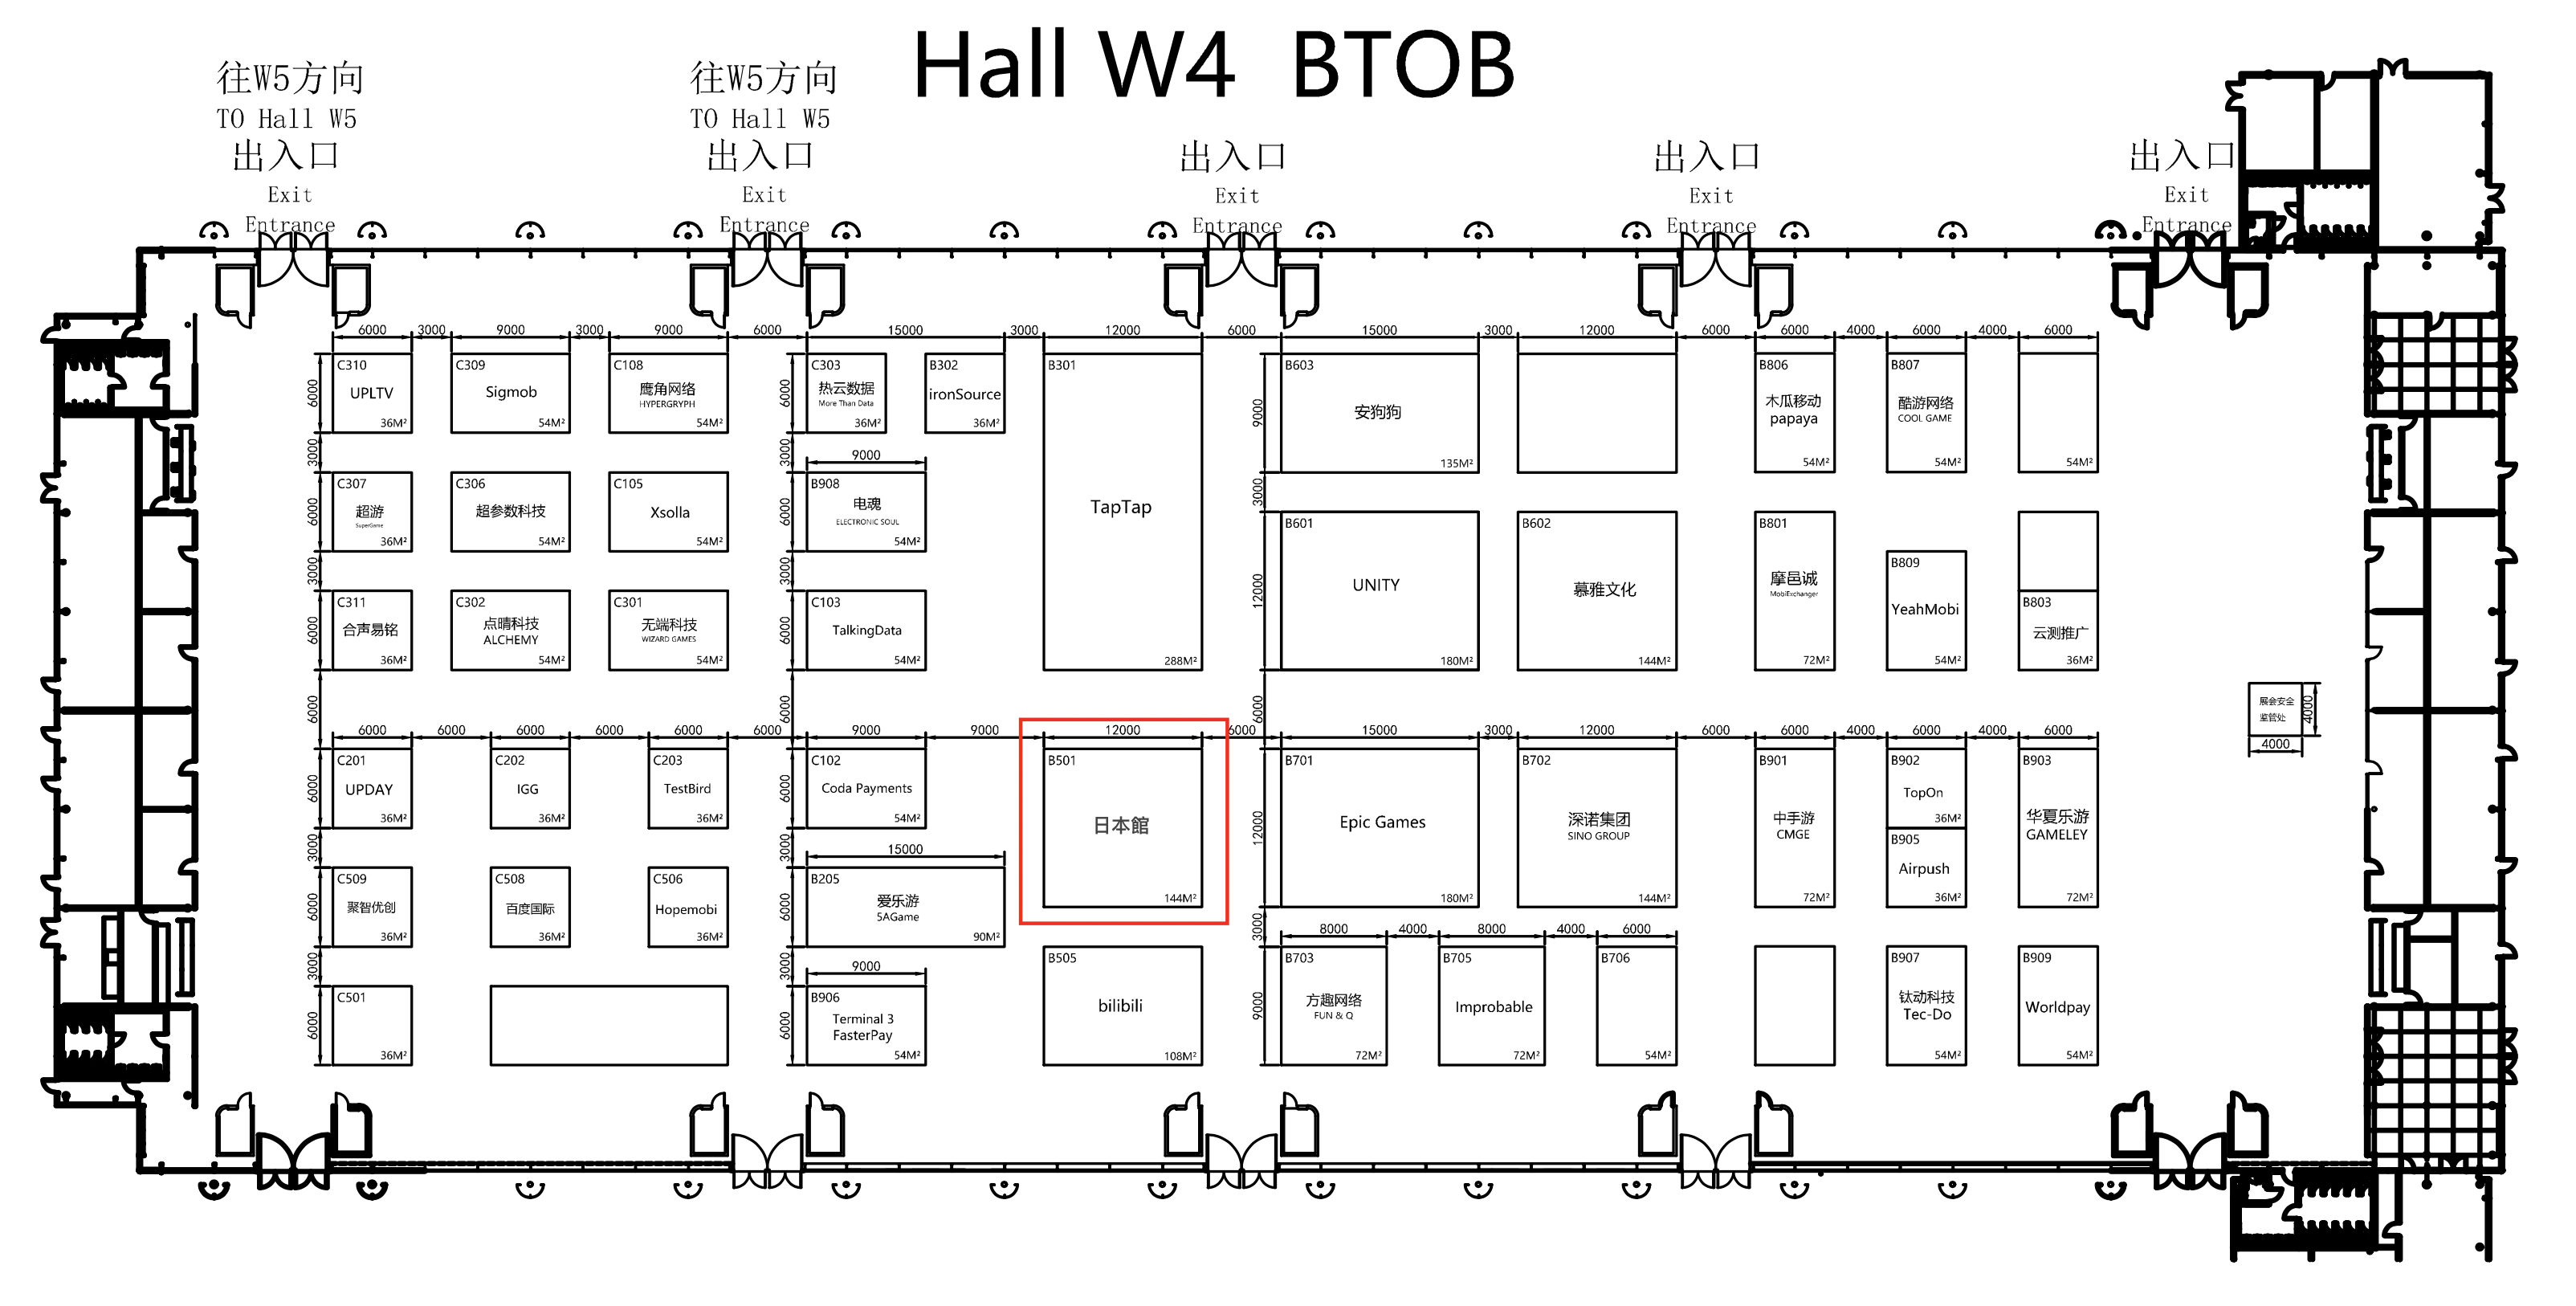 Hall W4 BTOB
往W5方向
TO Hall W5
出入口
Exit
Entrance
往W5方向
TO Hall W5
出入口
Exit
Entrance
出入口
Exit
Entrance
出入口
Exit
Entrance
出入口
Exit
Entrance
6000 3000 9000 3000 9000 6000 15000 3000 12000 6000 15000 3000 12000 6000 6000 4000 6000 4000 6000
6000
3000
6000
3000
6000
6000
6000
3000
6000
3000
6000
C310
UPLTV
36M²
C309
Sigmob
54M²
C108
鹰角网络
HYPERGRYPH
54M²
6000
3000
6000
3000
6000
6000
6000
3000
6000
3000
6000
C303
热云数据
More Than Data
36M²
B302
ironSource
36M²
B301
TapTap
288M²
9000
3000
12000
6000
12000
3000
9000
B603
安狗狗
135M²
B806
木瓜移动
papaya
54M²
B807
酷游网络
COOL GAME
54M²
54M²
C307
超游
SuperGame
36M²
C306
超参数科技
54M²
C105
Xsolla
54M²
9000
B908
电魂
ELECTRONIC SOUL
54M²
B601
UNITY
180M²
B602
慕雅文化
144M²
B801
摩邑诚
MobiExchanger
72M²
B809
YeahMobi
54M²
B803
云测推广
36M²
C311
合声易铭
36M²
C302
点晴科技
ALCHEMY
54M²
C301
无端科技
WIZARD GAMES
54M²
C103
TalkingData
54M²
展会安全
监管处
4000
4000
6000 6000 6000 6000 6000 6000 9000 9000 12000 6000 15000 3000 12000 6000 6000 4000 6000 4000 6000
C201
UPDAY
36M²
C202
IGG
36M²
C203
TestBird
36M²
C102
Coda Payments
54M²
B501
日本館
144M²
B701
Epic Games
180M²
B702
深诺集团
SINO GROUP
144M²
B901
中手游
CMGE
72M²
B902
TopOn
36M²
B905
Airpush
36M²
B903
华夏乐游
GAMELEY
72M²
C509
聚智优创
36M²
C508
百度国际
36M²
C506
Hopemobi
36M²
15000
B205
爱乐游
5AGame
90M²
C501
36M²
9000
B906
Terminal 3
FasterPay
54M²
B505
bilibili
108M²
8000 4000 8000 4000 6000
B703
方趣网络
FUN & Q
72M²
B705
Improbable
72M²
B706
54M²
B907
钛动科技
Tec-Do
54M²
B909
Worldpay
54M²